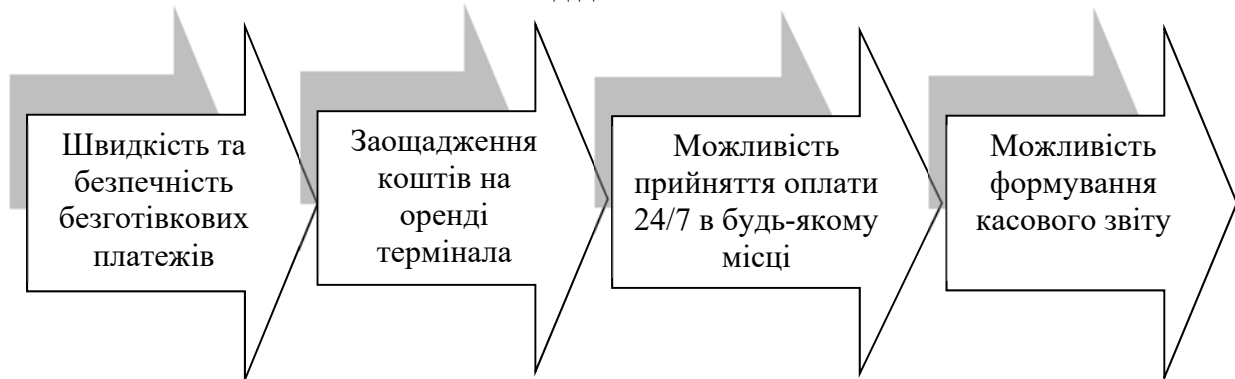 Швидкість та
безпечність
безготівкових
платежів
Заощадження
коштів на
оренді
термінала
Можливість
прийняття оплати
24/7 в будь-якому
місці
Можливість
формування
касового звіту